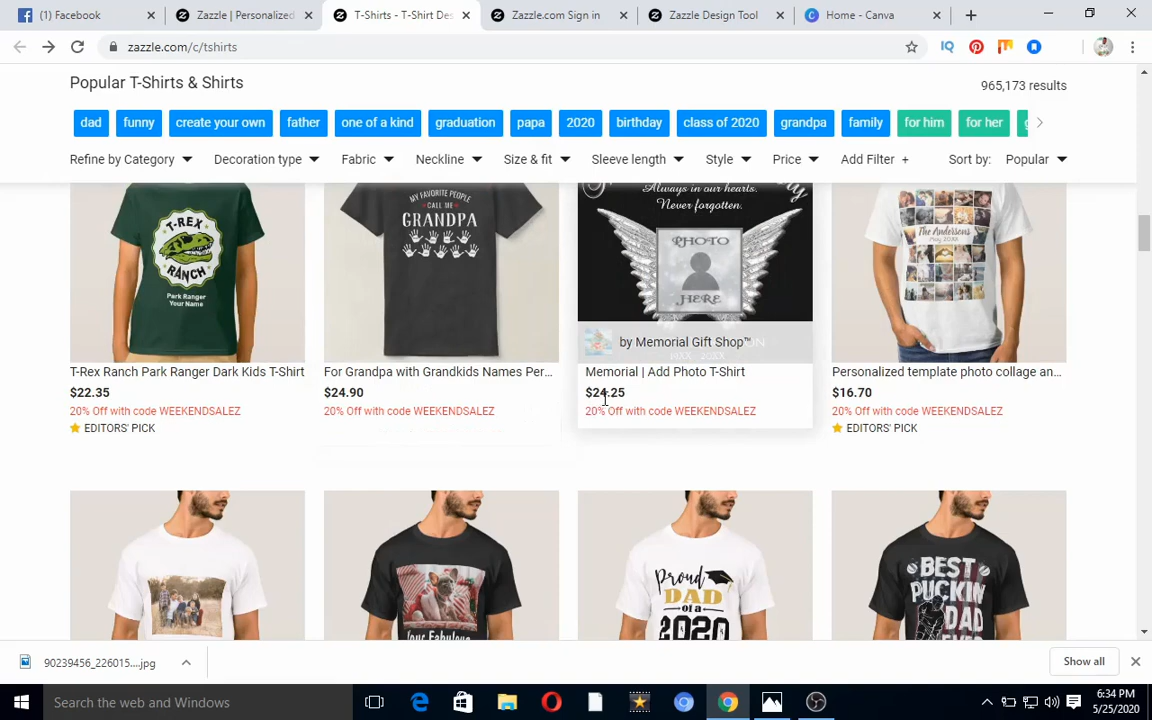 (1) Facebook
Zazzle | Personalized
T-Shirts - T-Shirt Des
Zazzle.com Sign in
Zazzle Design Tool
Home - Canva
zazzle.com/c/tshirts
Popular T-Shirts & Shirts
965,173 results
dad funny create your own father one of a kind graduation papa 2020 birthday class of 2020 grandpa family for him for her
Refine by Category Decoration type Fabric Neckline Size & fit Sleeve length Style Price Add Filter + Sort by: Popular
T-REX
RANCH
Park Ranger
Your Name
MY FAVORITE PEOPLE
CALL ME
GRANDPA
Always in our hearts.
Never forgotten.
PHOTO
HERE
by Memorial Gift Shop™
The Andersons
May 20XX
T-Rex Ranch Park Ranger Dark Kids T-Shirt
$22.35
20% Off with code WEEKENDSALEZ
EDITORS' PICK
For Grandpa with Grandkids Names Per...
$24.90
20% Off with code WEEKENDSALEZ
Memorial | Add Photo T-Shirt
$24.25
20% Off with code WEEKENDSALEZ
Personalized template photo collage an...
$16.70
20% Off with code WEEKENDSALEZ
EDITORS' PICK
Your Fabulous
Proud
DAD
of a
2020
BEST
PUCKIN'
DAD
EVER
90239456_226015....jpg
Show all
Search the web and Windows
6:34 PM
5/25/2020